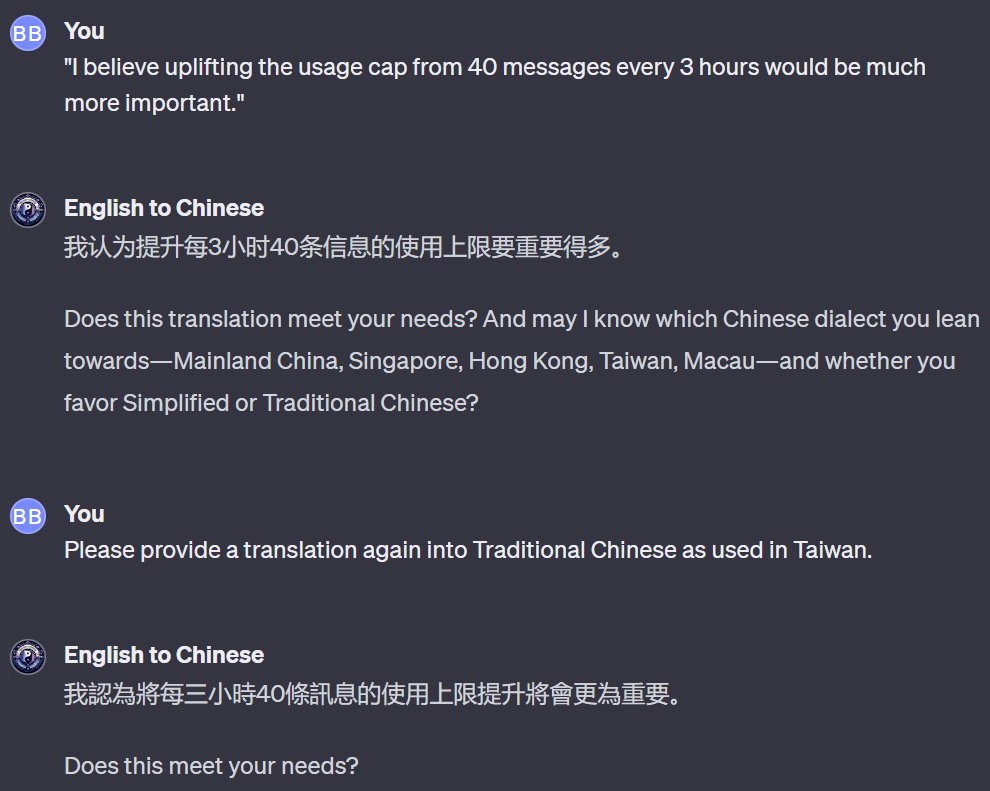 BB
You
"I believe uplifting the usage cap from 40 messages every 3 hours would be much
more important."
English to Chinese
我认为提升每3小时40条信息的使用上限要重要得多。
Does this translation meet your needs? And may I know which Chinese dialect you lean
towards—Mainland China, Singapore, Hong Kong, Taiwan, Macau—and whether you
favor Simplified or Traditional Chinese?
BB
You
Please provide a translation again into Traditional Chinese as used in Taiwan.
English to Chinese
我認為將每三小時40條訊息的使用上限提升將會更為重要。
Does this meet your needs?